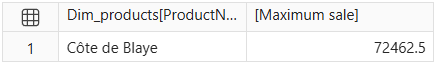 Dim_products[ProductN... [Maximum sale]
1 Côte de Blaye 72462.5